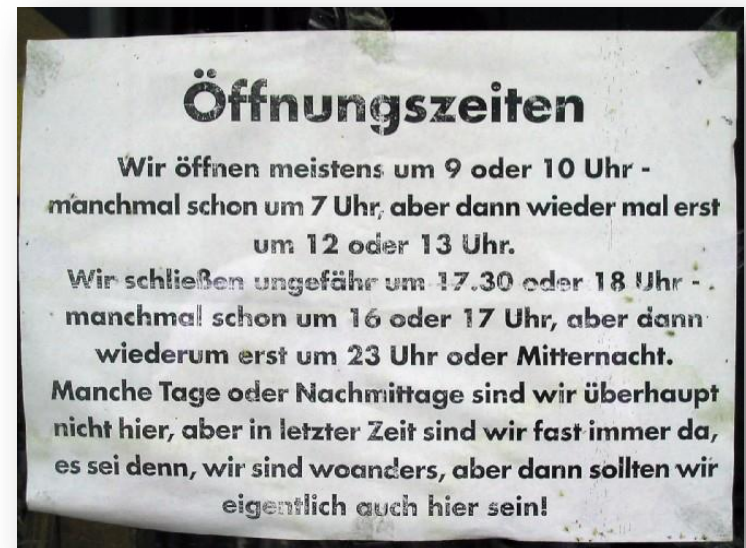 Öffnungszeiten
Wir öffnen meistens um 9 oder 10 Uhr -
manchmal schon um 7 Uhr, aber dann wieder mal erst
um 12 oder 13 Uhr.
Wir schließen ungefähr um 17.30 oder 18 Uhr -
manchmal schon um 16 oder 17 Uhr, aber dann
wiederum erst um 23 Uhr oder Mitternacht.
Manche Tage oder Nachmittage sind wir überhaupt
nicht hier, aber in letzter Zeit sind wir fast immer da,
es sei denn, wir sind woanders, aber dann sollten wir
eigentlich auch hier sein!